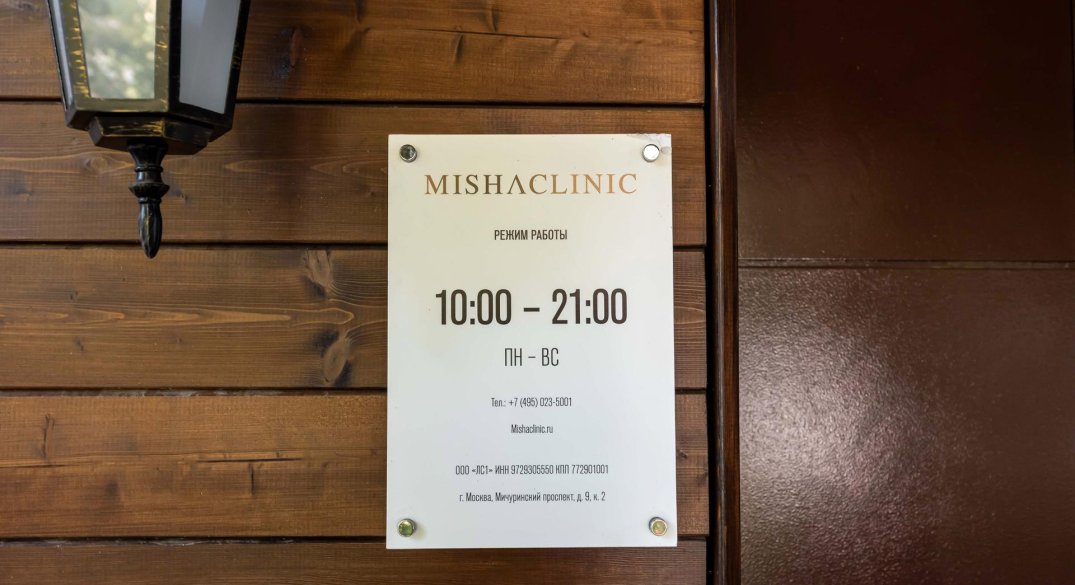 MISHACLINIC
РЕЖИМ РАБОТЫ
10:00 – 21:00
ПН – ВС
Тел.: +7 (495) 023-5001
Mishaclinic.ru
ООО «ЛС1» ИНН 9729305550 КПП 772901001
г. Москва, Мичуринский проспект, д. 9, к. 2